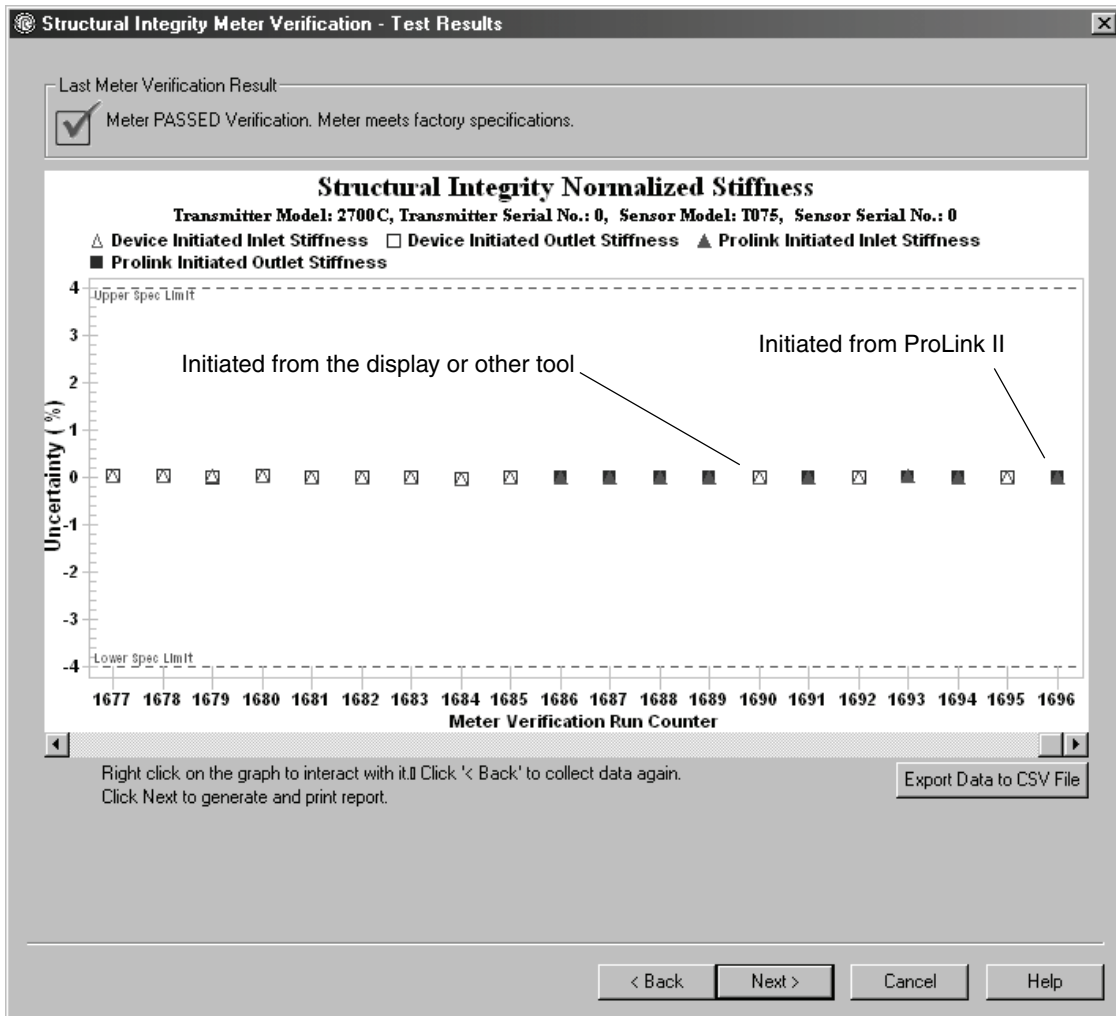 Structural Integrity Meter Verification - Test Results
Last Meter Verification Result
Meter PASSED Verification. Meter meets factory specifications.
Structural Integrity Normalized Stiffness
Transmitter Model: 2700C, Transmitter Serial No.: 0, Sensor Model: T075, Sensor Serial No.: 0
Device Initiated Inlet Stiffness Device Initiated Outlet Stiffness Prolink Initiated Inlet Stiffness
Prolink Initiated Outlet Stiffness
4
Upper Spec Limit
3
Initiated from ProLink II
Initiated from the display or other tool
2
1
0
-1
-2
-3
-4
Lower Spec Limit
Uncertainty (%)
1677 1678 1679 1680 1681 1682 1683 1684 1685 1686 1687 1688 1689 1690 1691 1692 1693 1694 1695 1696
Meter Verification Run Counter
Right click on the graph to interact with it. Click '< Back' to collect data again.
Click Next to generate and print report.
Export Data to CSV File
< Back Next > Cancel Help